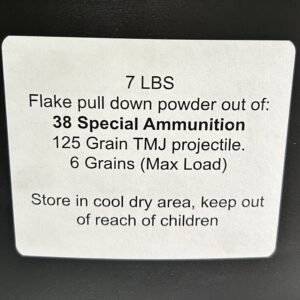 7 LBS
Flake pull down powder out of:
38 Special Ammunition
125 Grain TMJ projectile.
6 Grains (Max Load)
Store in cool dry area, keep out
of reach of children